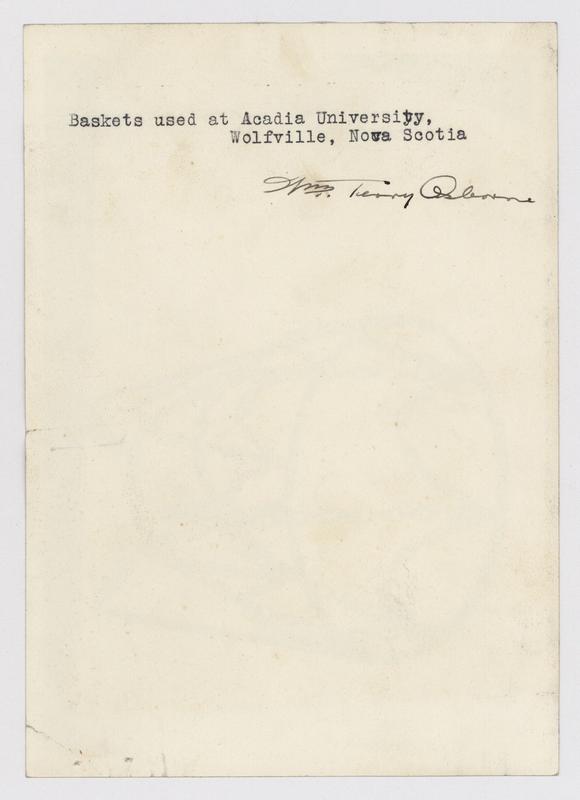 Baskets used at Acadia University,
Wolfville, Nova Scotia
Wm. Terry Osborne